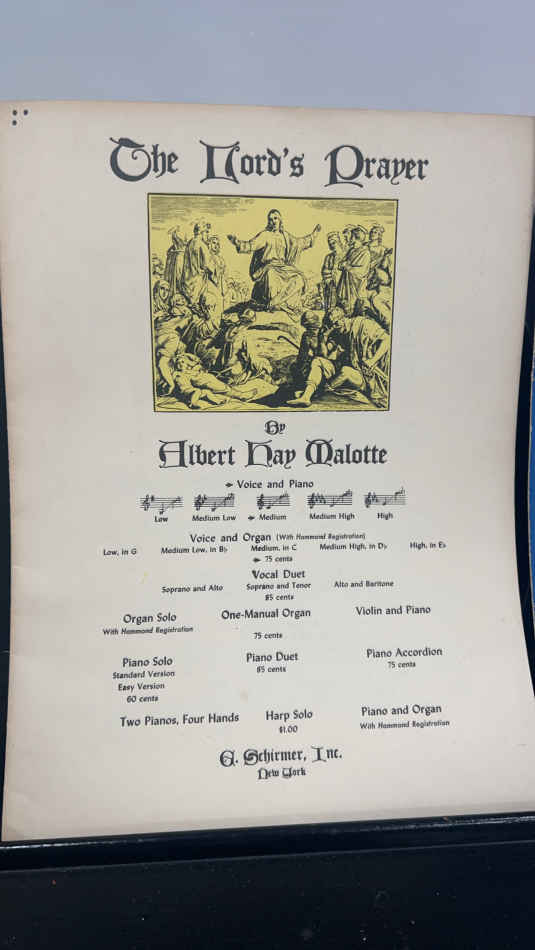 The Lord's Prayer
By
Albert Hay Malotte
Voice and Piano
Low Medium Low Medium Medium High High
Voice and Organ (With Hammond Registration)
Low, in G Medium Low, in B♭ Medium, in C Medium High, in D♭ High, in E♭
75 cents
Vocal Duet
Soprano and Alto Soprano and Tenor Alto and Baritone
85 cents
Organ Solo One-Manual Organ Violin and Piano
With Hammond Registration
75 cents
Piano Solo Piano Duet Piano Accordion
Standard Version 85 cents 75 cents
Easy Version
60 cents
Two Pianos, Four Hands Harp Solo Piano and Organ
$1.00 With Hammond Registration
G. Schirmer, Inc.
New York